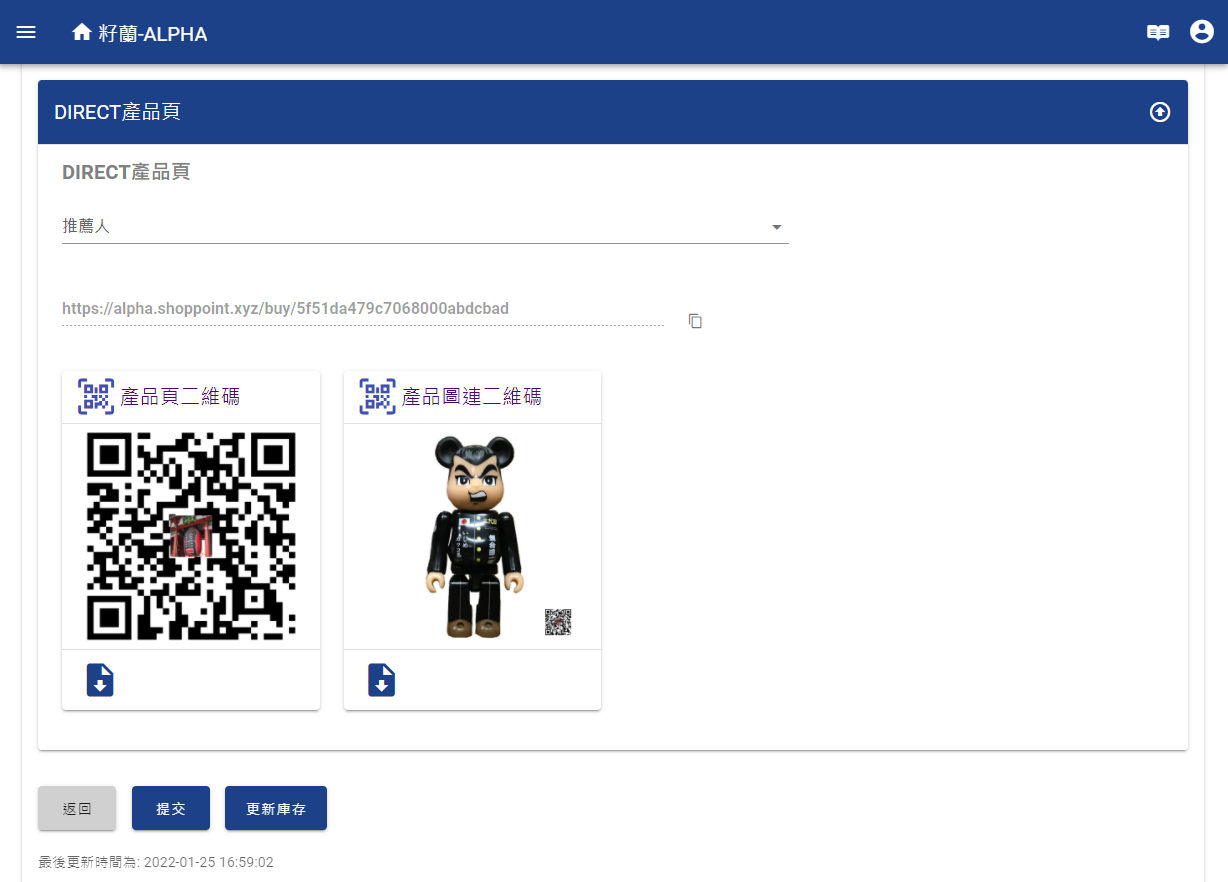 籽蘭-ALPHA
DIRECT產品頁
DIRECT產品頁
推薦人
https://alpha.shoppoint.xyz/buy/5f51da479c7068000abdcbad
產品頁二維碼
產品圖連二維碼
返回
提交
更新庫存
最後更新時間為: 2022-01-25 16:59:02